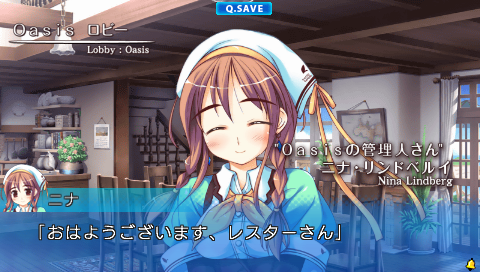 Q.SAVE
Oasis ロビー
Lobby : Oasis
"Oasisの管理人さん"
ニナ・リンドベルイ
Nina Lindberg
ニナ
「おはようございます、レスターさん」